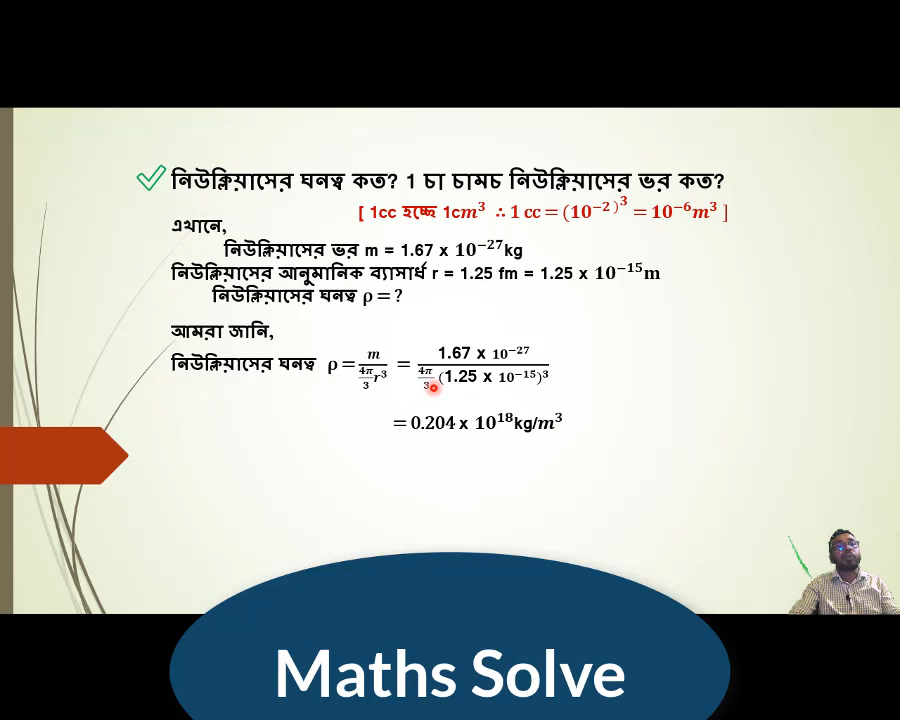 নিউক্লিয়াসের ঘনত্ব কত? 1 চা চামচ নিউক্লিয়াসের ভর কত?
[ 1cc হচ্ছে 1cm³ ∴ 1 cc = (10⁻²)³ = 10⁻⁶m³ ]
এখানে,
নিউক্লিয়াসের ভর m = 1.67 x 10⁻²⁷kg
নিউক্লিয়াসের আনুমানিক ব্যাসার্ধ r = 1.25 fm = 1.25 x 10⁻¹⁵m
নিউক্লিয়াসের ঘনত্ব ρ = ?
আমরা জানি,
নিউক্লিয়াসের ঘনত্ব ρ = m / (4π/3 r³) = 1.67 x 10⁻²⁷ / (4π/3 (1.25 x 10⁻¹⁵)³)
= 0.204 x 10¹⁸kg/m³
Maths Solve